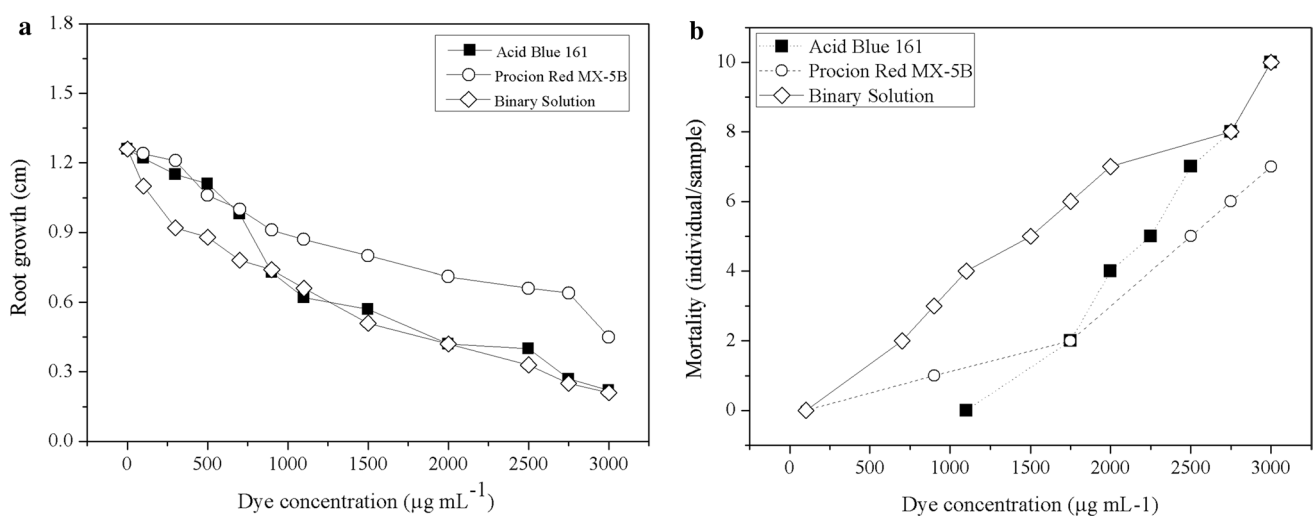 a
1.8
1.5
1.2
0.9
0.6
0.3
0.0
Root growth (cm)
Acid Blue 161
Procion Red MX-5B
Binary Solution
0 500 1000 1500 2000 2500 3000
Dye concentration (µg mL-1)
b
10
8
6
4
2
0
Mortality (individual/sample)
Acid Blue 161
Procion Red MX-5B
Binary Solution
0 500 1000 1500 2000 2500 3000
Dye concentration (µg mL-1)